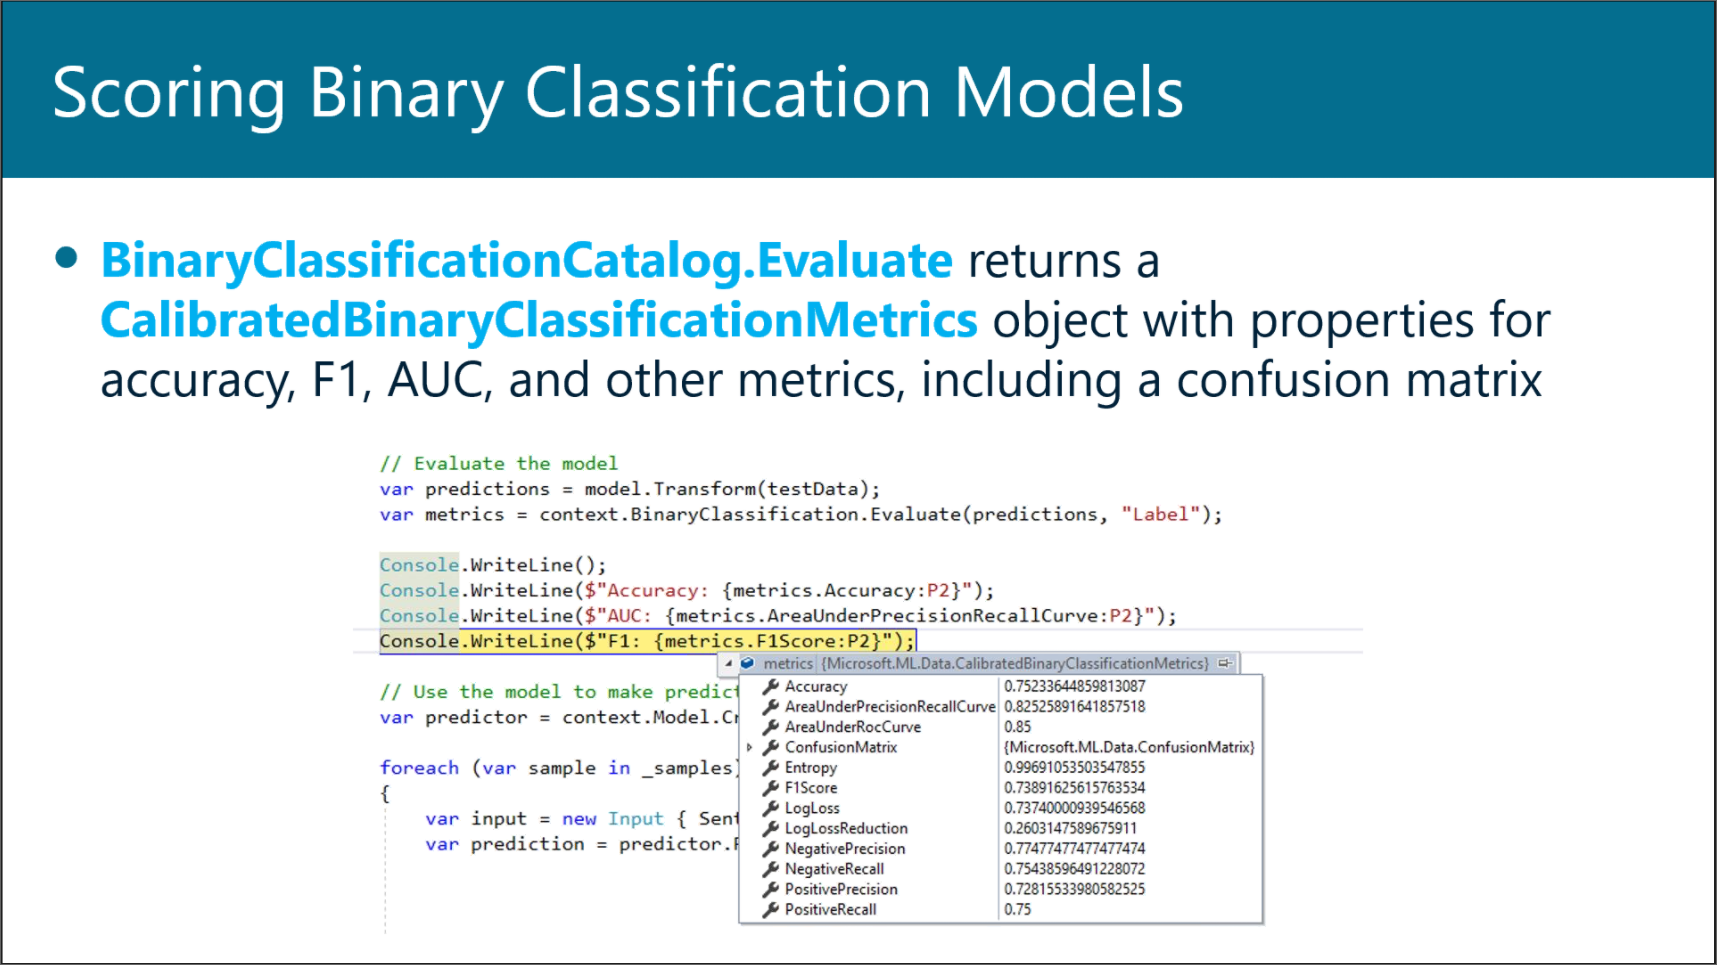 Scoring Binary Classification Models
BinaryClassificationCatalog.Evaluate returns a
CalibratedBinaryClassificationMetrics object with properties for
accuracy, F1, AUC, and other metrics, including a confusion matrix
// Evaluate the model
var predictions = model.Transform(testData);
var metrics = context.BinaryClassification.Evaluate(predictions, "Label");
Console.WriteLine();
Console.WriteLine($"Accuracy: {metrics.Accuracy:P2}");
Console.WriteLine($"AUC: {metrics.AreaUnderPrecisionRecallCurve:P2}");
Console.WriteLine($"F1: {metrics.F1Score:P2}");
metrics {Microsoft.ML.Data.CalibratedBinaryClassificationMetrics}
Accuracy 0.75233644859813087
AreaUnderPrecisionRecallCurve 0.82525891641857518
AreaUnderRocCurve 0.85
ConfusionMatrix {Microsoft.ML.Data.ConfusionMatrix}
Entropy 0.99691053503547855
F1Score 0.73891625615763534
LogLoss 0.73740000939546568
LogLossReduction 0.2603147589675911
NegativePrecision 0.77477477477477474
NegativeRecall 0.75438596491228072
PositivePrecision 0.72815533980582525
PositiveRecall 0.75
// Use the model to make predict
var predictor = context.Model.Cr
foreach (var sample in _samples)
{
var input = new Input { Sent
var prediction = predictor.P